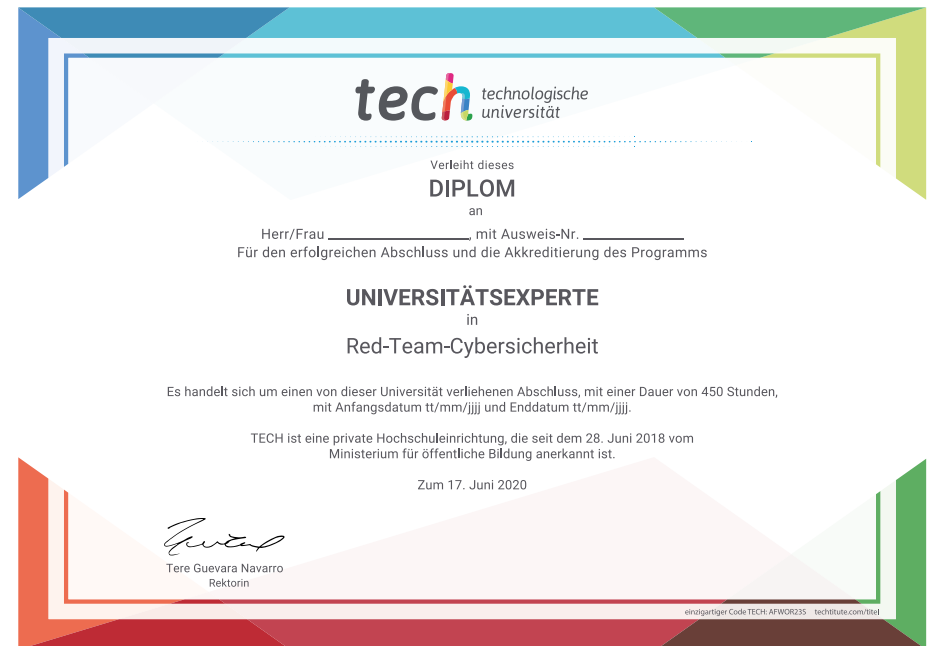 tech technologische
universität
Verleiht dieses
DIPLOM
an
Herr/Frau ____________________, mit Ausweis-Nr. ______________
Für den erfolgreichen Abschluss und die Akkreditierung des Programms
UNIVERSITÄTSEXPERTE
in
Red-Team-Cybersicherheit
Es handelt sich um einen von dieser Universität verliehenen Abschluss, mit einer Dauer von 450 Stunden,
mit Anfangsdatum tt/mm/jjjj und Enddatum tt/mm/jjjj.
TECH ist eine private Hochschuleinrichtung, die seit dem 28. Juni 2018 vom
Ministerium für öffentliche Bildung anerkannt ist.
Zum 17. Juni 2020
Tere Guevara Navarro
Rektorin
einzigartiger Code TECH: AFWOR235 techtitute.com/titel